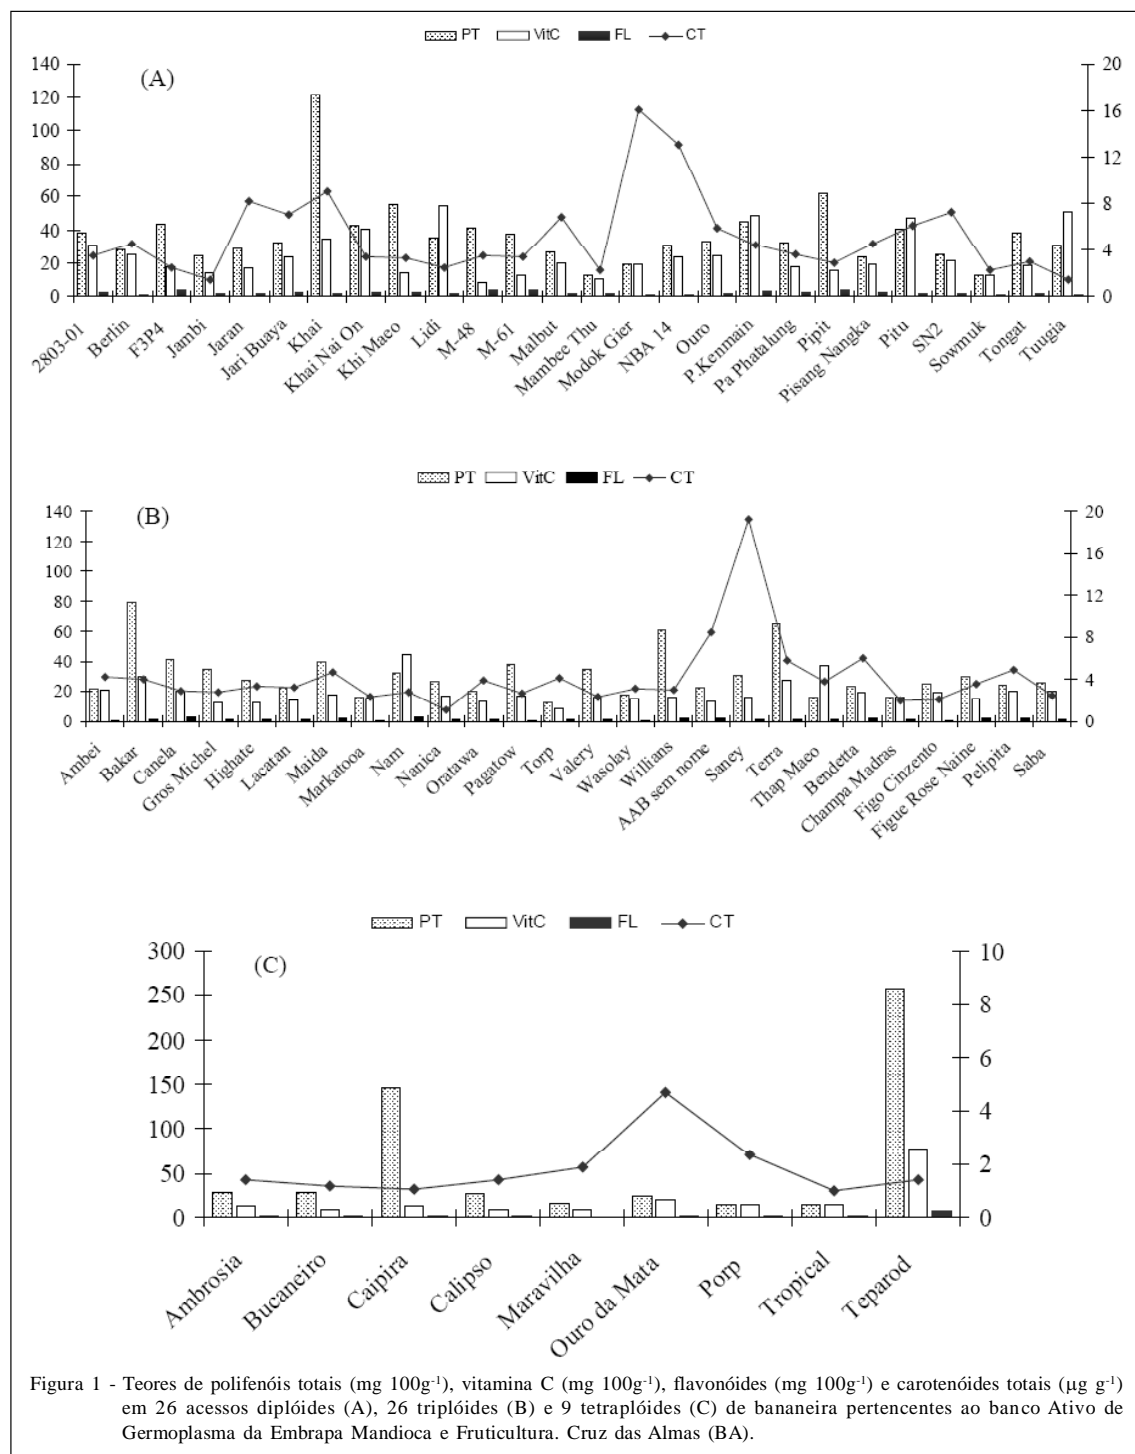 PT VitC FL CT
(A)
140 120 100 80 60 40 20 0
20 16 12 8 4 0
2803-01 Berlin F3P4 Jambi Jaran Jari Buaya Khai Khai Nai On Khi Maeo Lidi M-48 M-61 Malbut Mambee Thu Modok Gier NBA 14 Ouro P.Kenmain Pa Phatalung Pipit Pisang Nangka Pitu SN2 Sowmuk Tongat Tuugia
PT VitC FL CT
(B)
140 120 100 80 60 40 20 0
20 16 12 8 4 0
Ambei Bakar Canela Gros Michel Highate Lacatan Maida Markatooa Nam Nanica Oratawa Pagatow Torp Valery Wasolay Willians AAB sem nome Saney Terra Thap Maeo Bendetta Champa Madras Figo Cinzento Figue Rose Naine Pelipita Saba
PT VitC FL CT
(C)
300 250 200 150 100 50 0
10 8 6 4 2 0
Ambrosia Bucaneiro Caipira Calipso Maravilha Ouro da Mata Porp Tropical Teparod
Figura 1 - Teores de polifenóis totais (mg 100g⁻¹), vitamina C (mg 100g⁻¹), flavonóides (mg 100g⁻¹) e carotenóides totais (µg g⁻¹)
em 26 acessos diplóides (A), 26 triplóides (B) e 9 tetraplóides (C) de bananeira pertencentes ao banco Ativo de
Germoplasma da Embrapa Mandioca e Fruticultura. Cruz das Almas (BA).